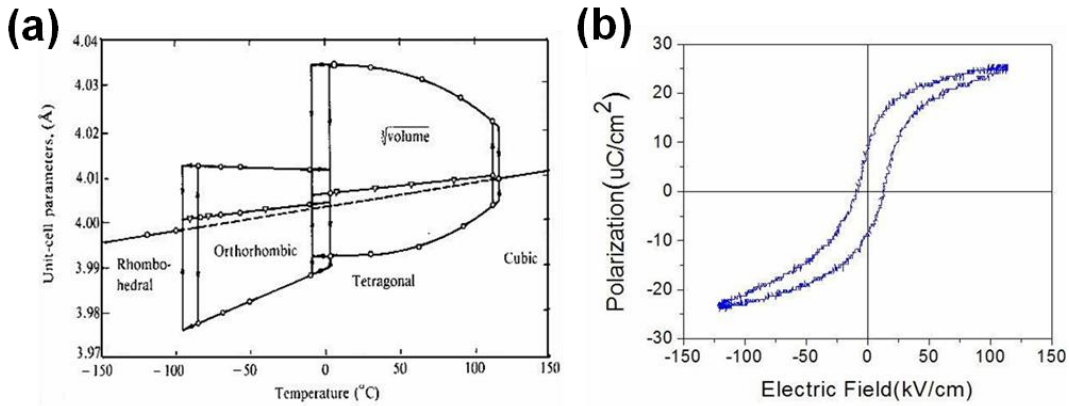 (a)
4.04
4.03
4.02
4.01
4.00
3.99
3.98
3.97
Unit-cell parameters, (Å)
∛volume
Rhombo-
hedral
Orthorhombic
Tetragonal
Cubic
−150
−100
−50
0
50
100
150
Temperature (°C)
(b)
30
20
10
0
-10
-20
-30
Polarization(uC/cm²)
-150
-100
-50
0
50
100
150
Electric Field(kV/cm)